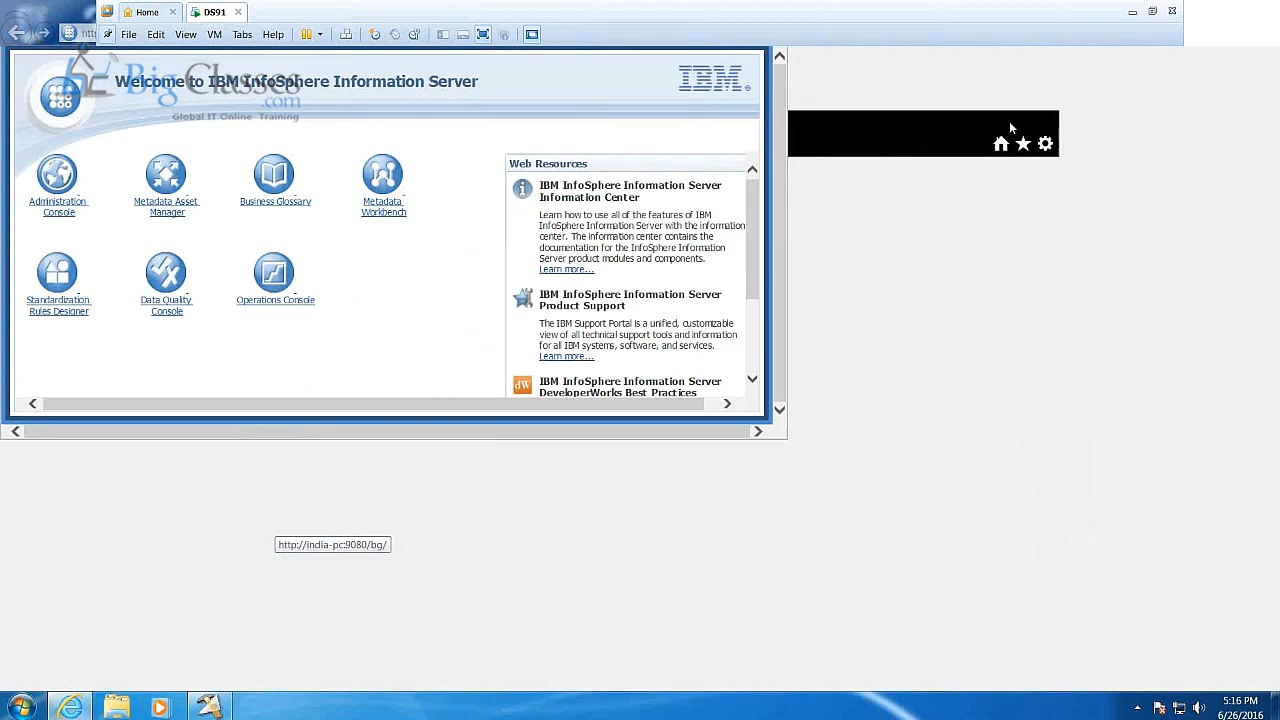 Home
DS91
htt
File Edit View VM Tabs Help
Welcome to IBM InfoSphere Information Server
IBM
Big Classes
.com
Global IT Online Training
Administration
Console
Metadata Asset
Manager
Business Glossary
Metadata
Workbench
Standardization
Rules Designer
Data Quality
Console
Operations Console
Web Resources
IBM InfoSphere Information Server
Information Center
Learn how to use all of the features of IBM
InfoSphere Information Server with the information
center. The information center contains the
documentation for the InfoSphere Information
Server product modules and components.
Learn more...
IBM InfoSphere Information Server
Product Support
The IBM Support Portal is a unified, customizable
view of all technical support tools and information
for all IBM systems, software, and services.
Learn more...
dW
IBM InfoSphere Information Server
DeveloperWorks Best Practices
http://india-pc:9080/bg/
5:16 PM
6/26/2016